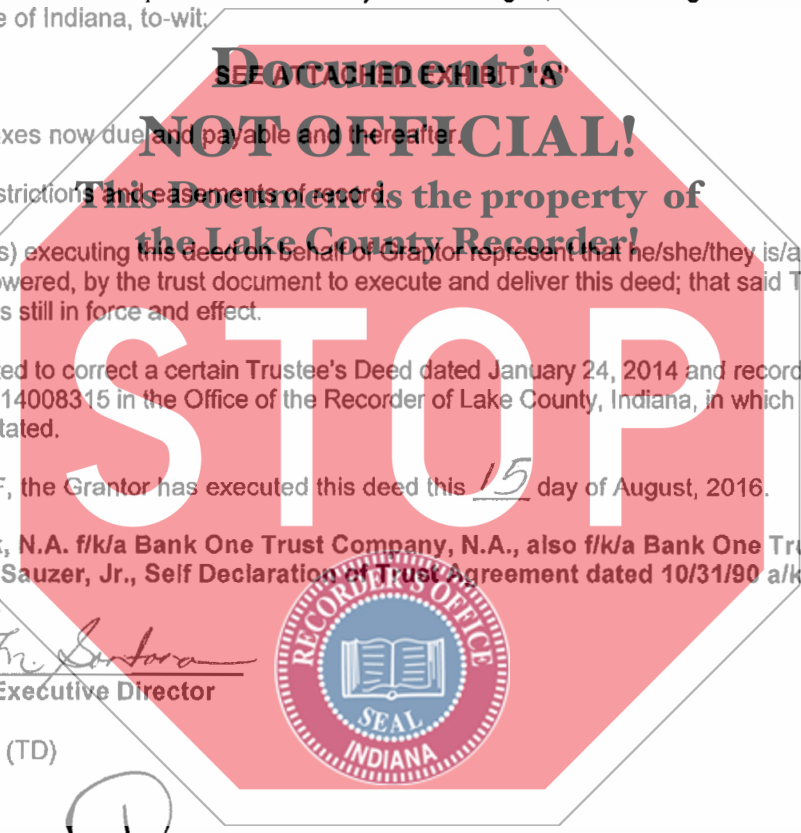 e of Indiana, to-wit:
SEE ATTACHED EXHIBIT "A"
Document is
xes now due and payable and thereafter.
NOT OFFICIAL!
strictions and easements of record.
This Document is the property of
s) executing this deed on behalf of Grantor represent that he/she/they is/a
the Lake County Recorder!
wered, by the trust document to execute and deliver this deed; that said T
s still in force and effect.
STOP
ed to correct a certain Trustee's Deed dated January 24, 2014 and record
14008315 in the Office of the Recorder of Lake County, Indiana, in which
tated.
F, the Grantor has executed this deed this 15 day of August, 2016.
, N.A. f/k/a Bank One Trust Company, N.A., also f/k/a Bank One Tru
Sauzer, Jr., Self Declaration of Trust Agreement dated 10/31/90 a/k
RECORDER'S OFFICE
SEAL
INDIANA
Executive Director
(TD)